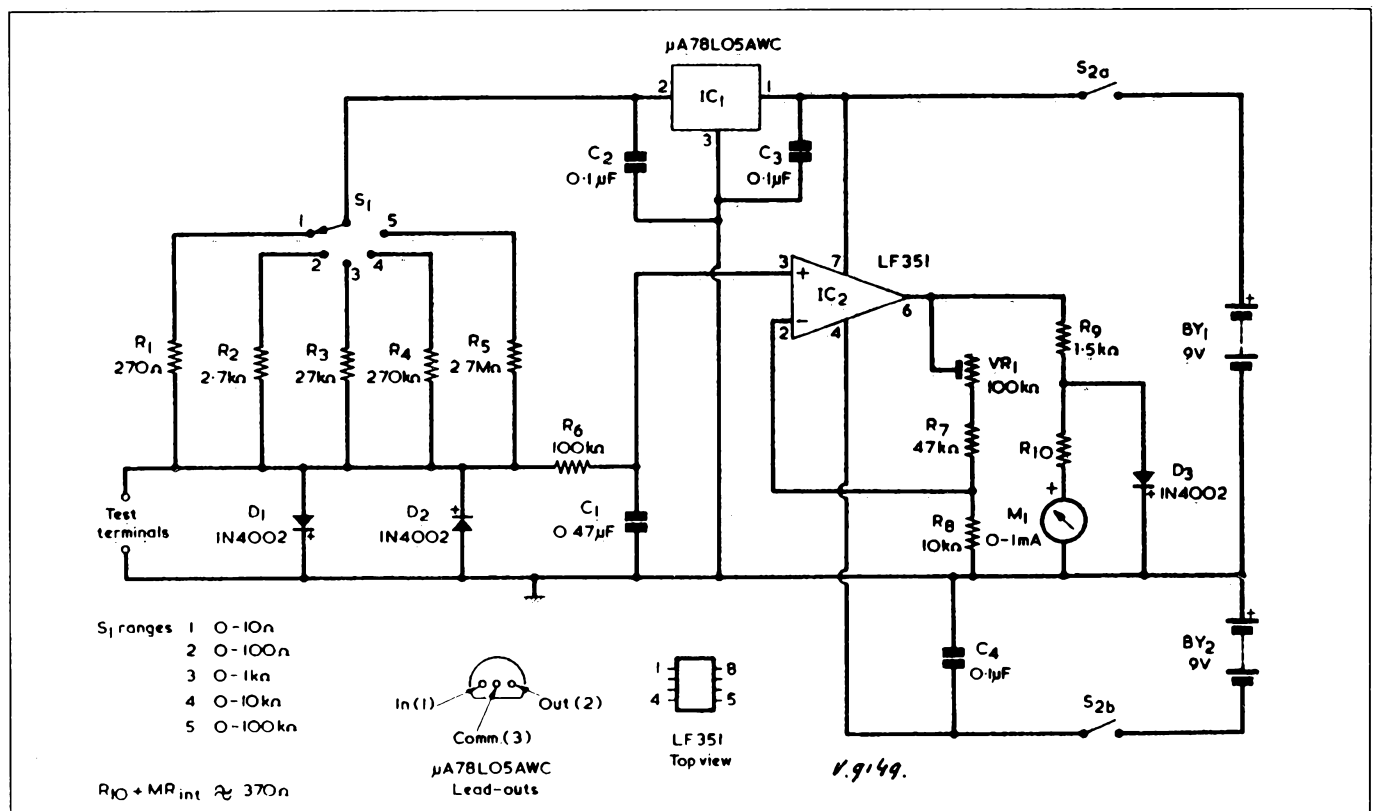 µA78L05AWC
2 IC1 1
3
S2a
C2
0·1µF
C3
0·1µF
S1
1 5
2 3 4
R1
270Ω
R2
2·7kΩ
R3
27kΩ
R4
270kΩ
R5
2·7MΩ
R6
100kΩ
3 + 7 LF351
IC2
2 − 4 6
VR1
100kΩ
R7
47kΩ
R8
10kΩ
R9
1·5kΩ
R10
+
M1
0-1mA
D3
+ 1N4002
+
BY1
9V
Test
terminals
D1
1N4002 +
+
D2
1N4002
C1
0·47µF
C4
0·1µF
+
BY2
9V
S2b
S1 ranges 1 0-10Ω
2 0-100Ω
3 0-1kΩ
4 0-10kΩ
5 0-100kΩ
R10 + MRint ≈ 370Ω
In(1) Out(2)
Comm.(3)
µA78L05AWC
Lead-outs
1 8
4 5
LF351
Top view